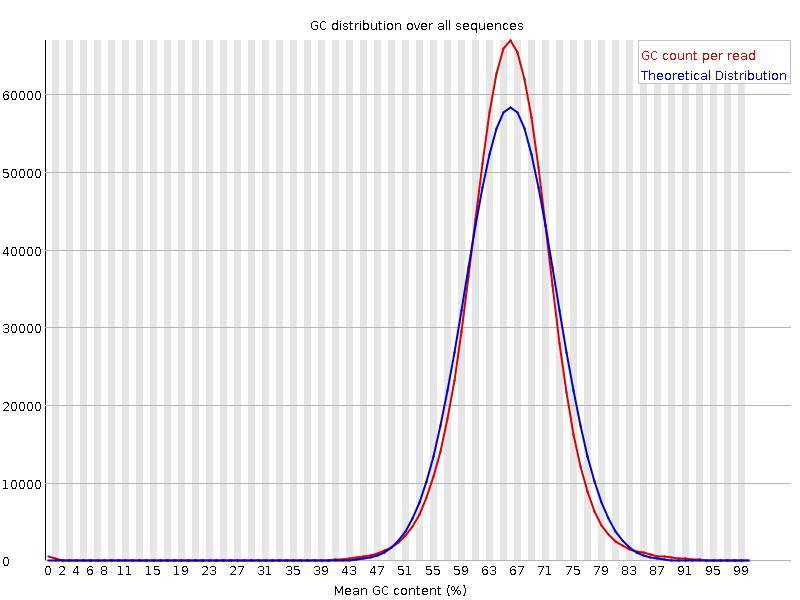 GC distribution over all sequences
GC count per read
Theoretical Distribution
60000
50000
40000
30000
20000
10000
0
0 2 4 6 8 11 15 19 23 27 31 35 39 43 47 51 55 59 63 67 71 75 79 83 87 91 95 99
Mean GC content (%)